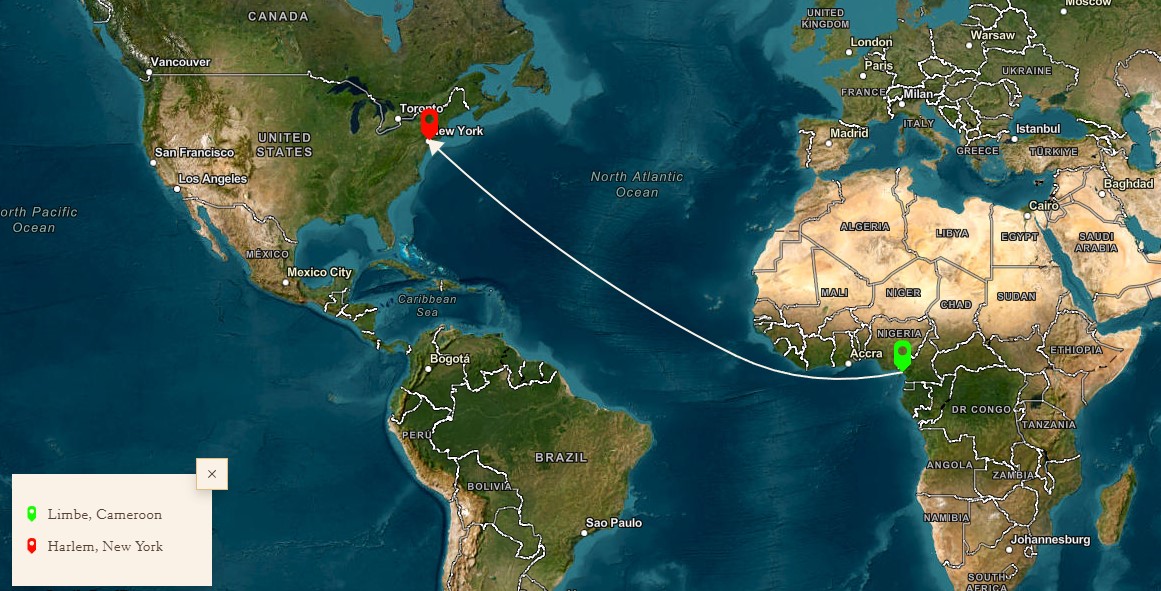 Moscow
CANADA
UNITED
KINGDOM
London
Warsaw
Vancouver
Paris
UKRAINE
FRANCE
Milan
Toronto
ITALY
New York
Madrid
Istanbul
UNITED
STATES
GREECE
TÜRKIYE
San Francisco
Los Angeles
North Atlantic
Ocean
Baghdad
orth Pacific
Ocean
Cairo
ALGERIA
LIBYA
EGYPT
SAUDI
ARABIA
MÉXICO
Mexico City
MALI
NIGER
CHAD
SUDAN
Caribbean
Sea
NIGERIA
Accra
ETHIOPIA
Bogotá
DR CONGO
TANZANIA
PERÚ
BRAZIL
ANGOLA
ZAMBIA
BOLIVIA
NAMIBIA
Sao Paulo
Johannesburg
SOUTH
AFRICA
×
Limbe, Cameroon
Harlem, New York